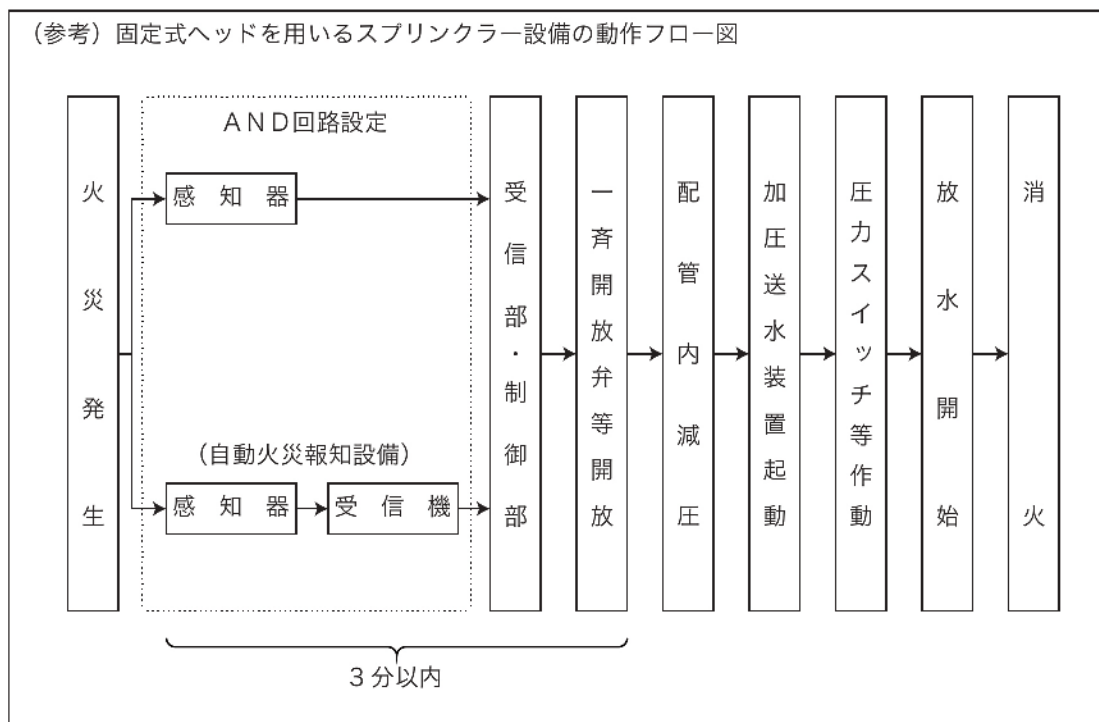 (参考)固定式ヘッドを用いるスプリンクラー設備の動作フロー図
火災発生
AND回路設定
感知器
(自動火災報知設備)
感知器
受信機
受信部・制御部
一斉開放弁等開放
配管内減圧
加圧送水装置起動
圧力スイッチ等作動
放水開始
消火
3分以内